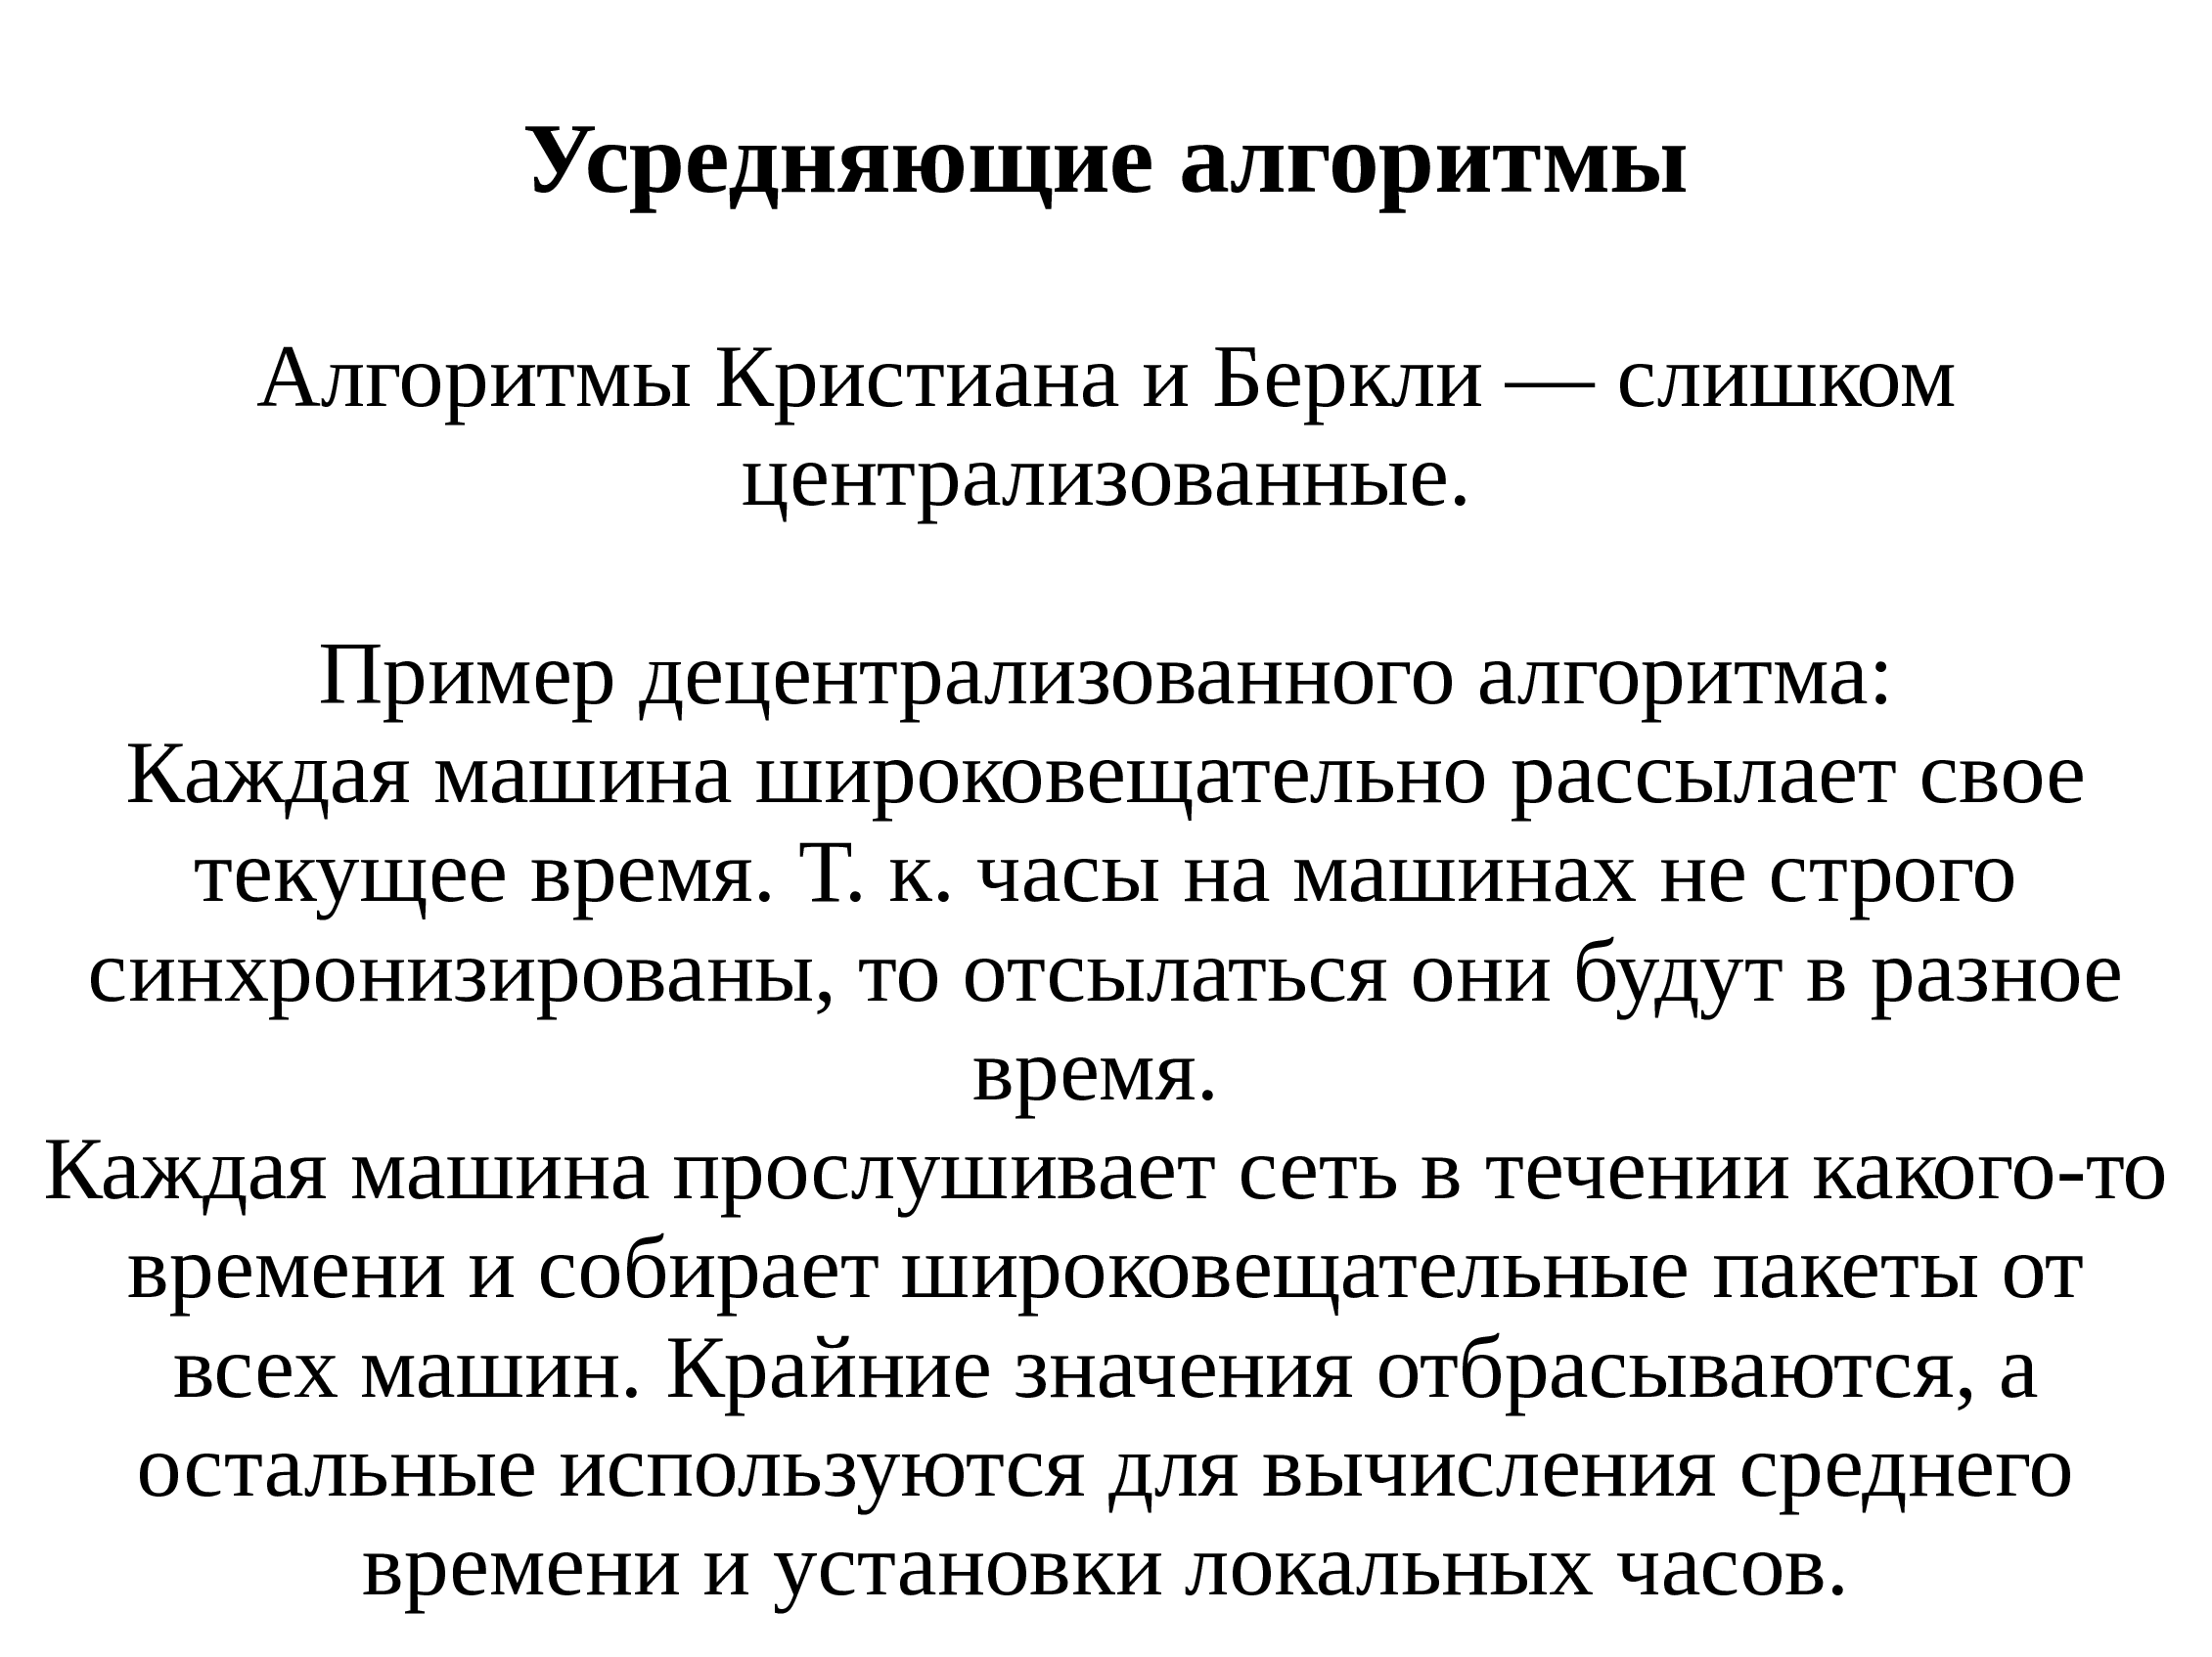 Усредняющие алгоритмы
Алгоритмы Кристиана и Беркли — слишком
централизованные.
Пример децентрализованного алгоритма:
Каждая машина широковещательно рассылает свое
текущее время. Т. к. часы на машинах не строго
синхронизированы, то отсылаться они будут в разное
время.
Каждая машина прослушивает сеть в течении какого-то
времени и собирает широковещательные пакеты от
всех машин. Крайние значения отбрасываются, а
остальные используются для вычисления среднего
времени и установки локальных часов.